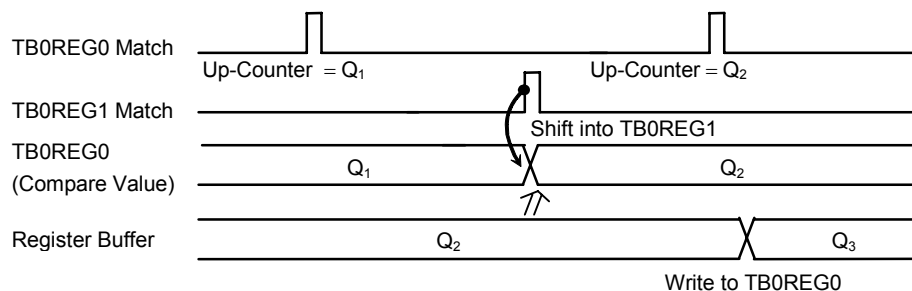 TB0REG0 Match
Up-Counter = Q₁
Up-Counter = Q₂
TB0REG1 Match
Shift into TB0REG1
TB0REG0
(Compare Value)
Q₁
Q₂
Register Buffer
Q₂
Q₃
Write to TB0REG0